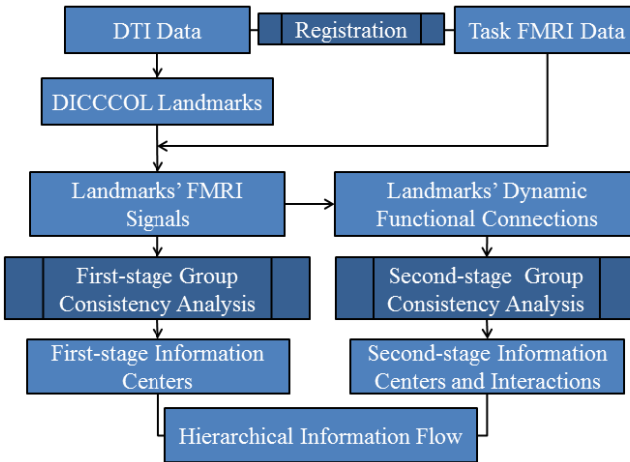 DTI Data
Registration
Task FMRI Data
DICCCOL Landmarks
Landmarks' FMRI
Signals
Landmarks' Dynamic
Functional Connections
First-stage Group
Consistency Analysis
Second-stage Group
Consistency Analysis
First-stage Information
Centers
Second-stage Information
Centers and Interactions
Hierarchical Information Flow